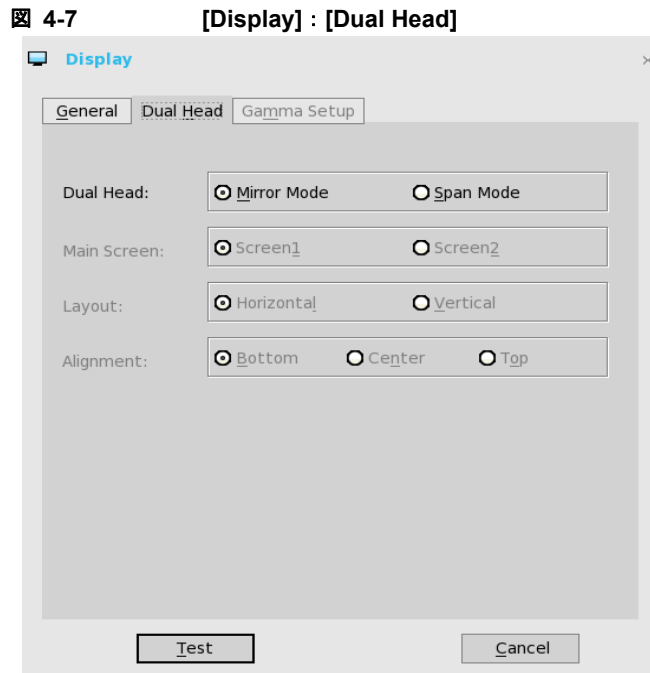 図 4-7 [Display]：[Dual Head]
Display
General Dual Head Gamma Setup
Dual Head: Mirror Mode Span Mode
Main Screen: Screen1 Screen2
Layout: Horizontal Vertical
Alignment: Bottom Center Top
Test Cancel